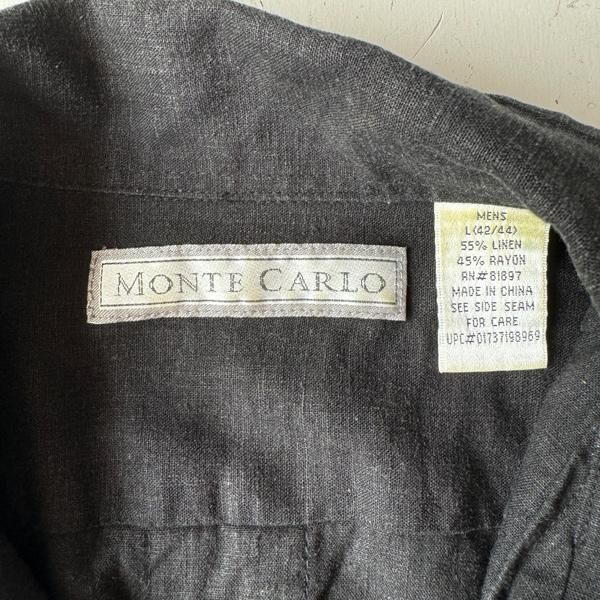 MONTE CARLO
MENS
L(42/44)
55% LINEN
45% RAYON
RN#81897
MADE IN CHINA
SEE SIDE SEAM
FOR CARE
UPC#01737198969